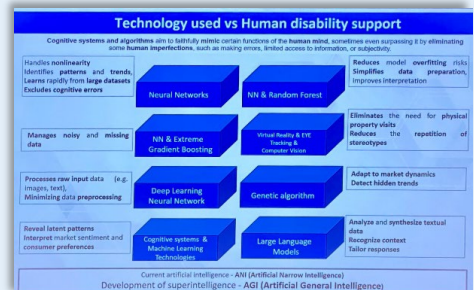 Technology used vs Human disability support
Cognitive systems and algorithms aim to faithfully mimic certain functions of the human mind, sometimes even surpassing it by eliminating
some human imperfections, such as making errors, limited access to information, or subjectivity.
Handles nonlinearity
Identifies patterns and trends,
Learns rapidly from large datasets
Excludes cognitive errors
Neural Networks
NN & Random Forest
Reduces model overfitting risks
Simplifies data preparation,
Improves interpretation
Manages noisy and missing
data
NN & Extreme
Gradient Boosting
Virtual Reality & EYE
Tracking &
Computer Vision
Eliminates the need for physical
property visits
Reduces the repetition of
stereotypes
Processes raw input data (e.g.
images, text),
Minimizing data preprocessing
Deep Learning
Neural Network
Genetic algorithm
Adapt to market dynamics
Detect hidden trends
Reveal latent patterns
Interpret market sentiment and
consumer preferences
Cognitive systems &
Machine Learning
Technologies
Large Language
Models
Analyze and synthesize textual
data
Recognize context
Tailor responses
Current artificial intelligence - ANI (Artificial Narrow Intelligence)
Development of superintelligence - AGI (Artificial General Intelligence)